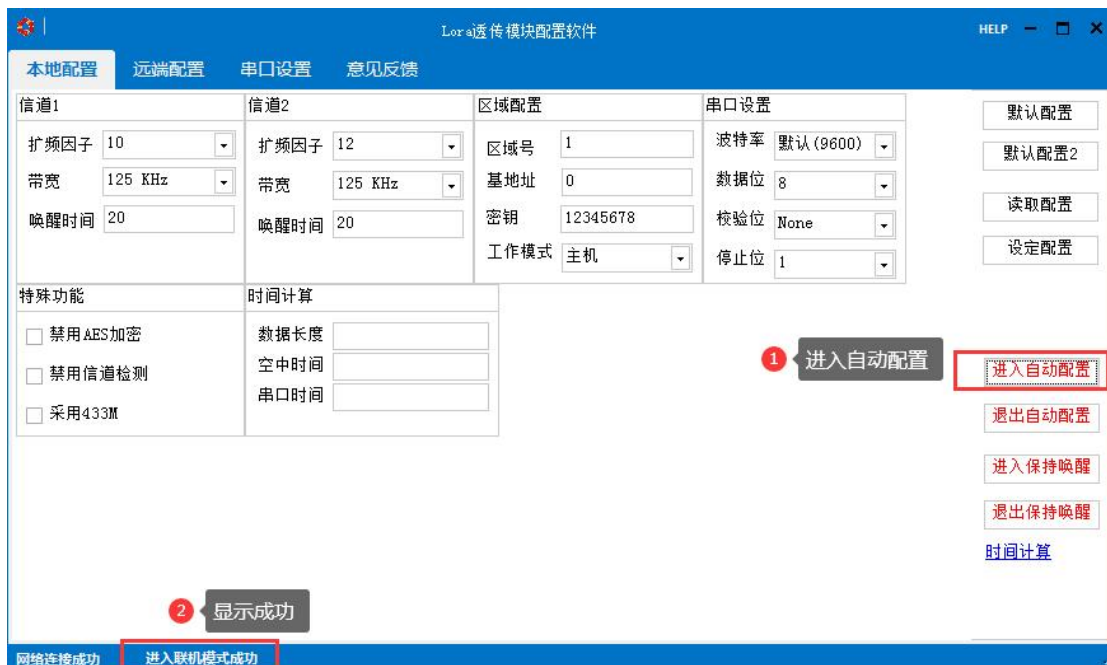 Lora透传模块配置软件
HELP
本地配置 远端配置 串口设置 意见反馈
信道1
扩频因子 10
带宽 125 KHz
唤醒时间 20
信道2
扩频因子 12
带宽 125 KHz
唤醒时间 20
区域配置
区域号 1
基地址 0
密钥 12345678
工作模式 主机
串口设置
波特率 默认(9600)
数据位 8
校验位 None
停止位 1
特殊功能
禁用AES加密
禁用信道检测
采用433M
时间计算
数据长度
空中时间
串口时间
默认配置
默认配置2
读取配置
设定配置
1 进入自动配置
进入自动配置
退出自动配置
进入保持唤醒
退出保持唤醒
时间计算
2 显示成功
网络连接成功 进入联机模式成功